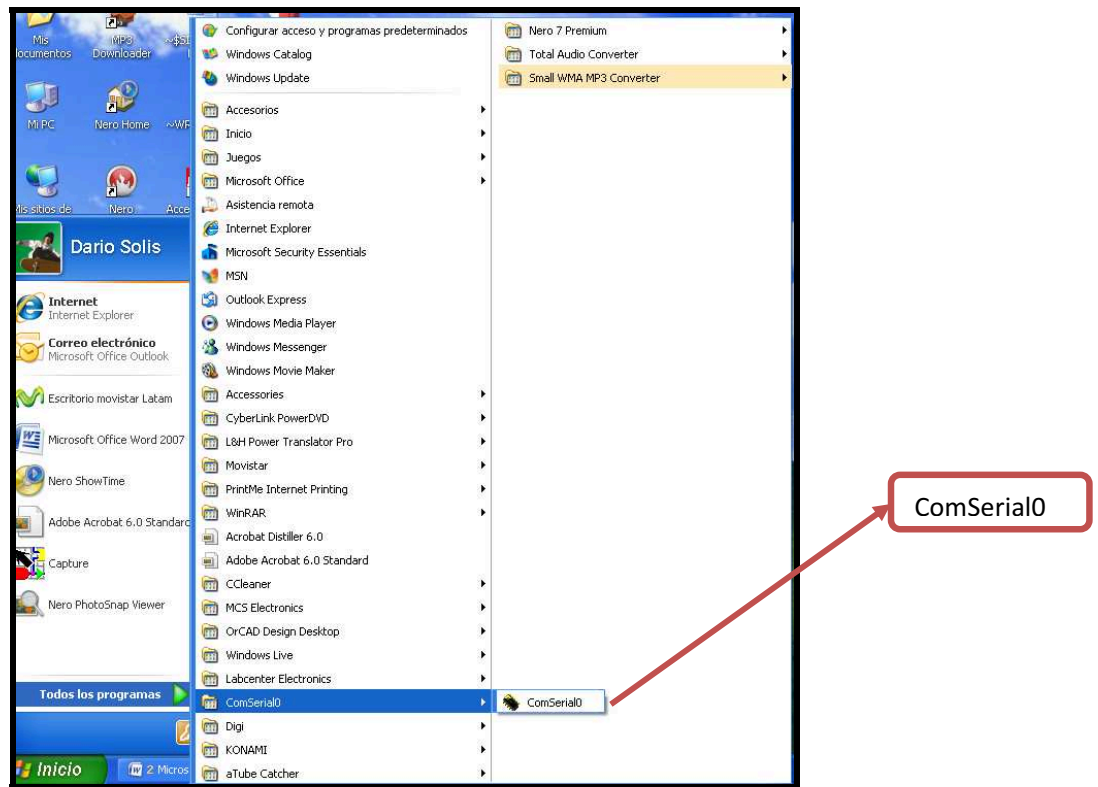 Mis
documentos
MP3
Downloader
Mi PC
Nero Home
Mis sitios de
Nero
Acce
Dario Solis
Internet
Internet Explorer
Correo electrónico
Microsoft Office Outlook
Escritorio movistar Latam
Microsoft Office Word 2007
Nero ShowTime
Adobe Acrobat 6.0 Standard
Capture
Nero PhotoSnap Viewer
Todos los programas
Inicio
2 Micros
Configurar acceso y programas predeterminados
Windows Catalog
Windows Update
Accesorios
Inicio
Juegos
Microsoft Office
Asistencia remota
Internet Explorer
Microsoft Security Essentials
MSN
Outlook Express
Windows Media Player
Windows Messenger
Windows Movie Maker
Accessories
CyberLink PowerDVD
L&H Power Translator Pro
Movistar
PrintMe Internet Printing
WinRAR
Acrobat Distiller 6.0
Adobe Acrobat 6.0 Standard
CCleaner
MCS Electronics
OrCAD Design Desktop
Windows Live
Labcenter Electronics
ComSerial0
Digi
KONAMI
aTube Catcher
Nero 7 Premium
Total Audio Converter
Small WMA MP3 Converter
ComSerial0
ComSerial0